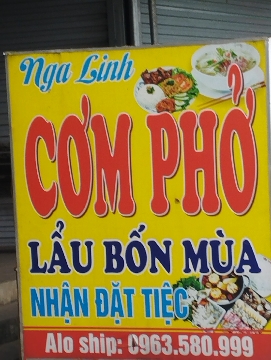 Nga Linh
CƠM PHỞ
LẨU BỐN MÙA
NHẬN ĐẶT TIỆC
Alo ship: 0963.580.999